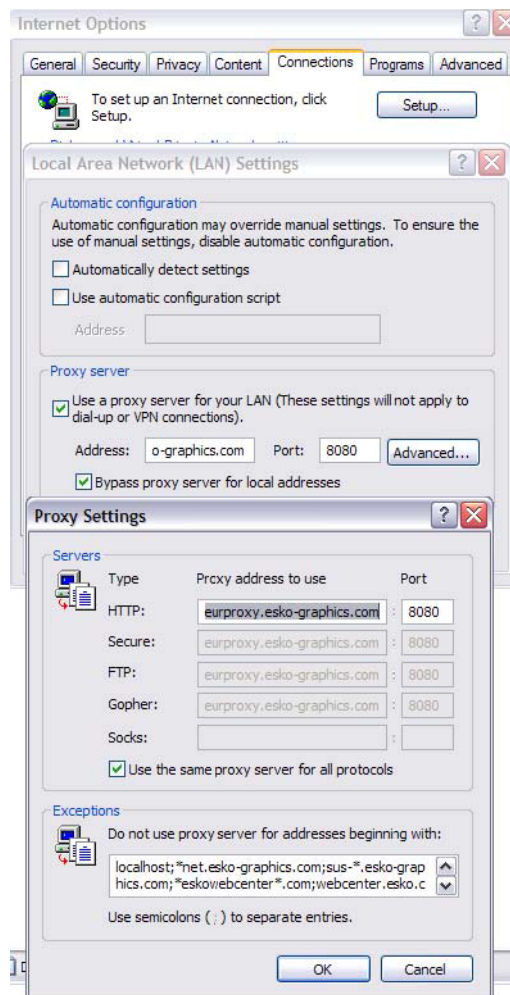 Internet Options
General Security Privacy Content Connections Programs Advanced
To set up an Internet connection, click
Setup.
Setup...
Local Area Network (LAN) Settings
Automatic configuration
Automatic configuration may override manual settings. To ensure the
use of manual settings, disable automatic configuration.
Automatically detect settings
Use automatic configuration script
Address
Proxy server
Use a proxy server for your LAN (These settings will not apply to
dial-up or VPN connections).
Address: o-graphics.com Port: 8080 Advanced...
Bypass proxy server for local addresses
Proxy Settings
Servers
Type Proxy address to use Port
HTTP: eurproxy.esko-graphics.com : 8080
Secure: eurproxy.esko-graphics.com : 8080
FTP: eurproxy.esko-graphics.com : 8080
Gopher: eurproxy.esko-graphics.com : 8080
Socks: :
Use the same proxy server for all protocols
Exceptions
Do not use proxy server for addresses beginning with:
localhost;*net.esko-graphics.com;sus-*.esko-grap
hics.com;*eskowebcenter*.com;webcenter.esko.c
Use semicolons ( ; ) to separate entries.
OK Cancel